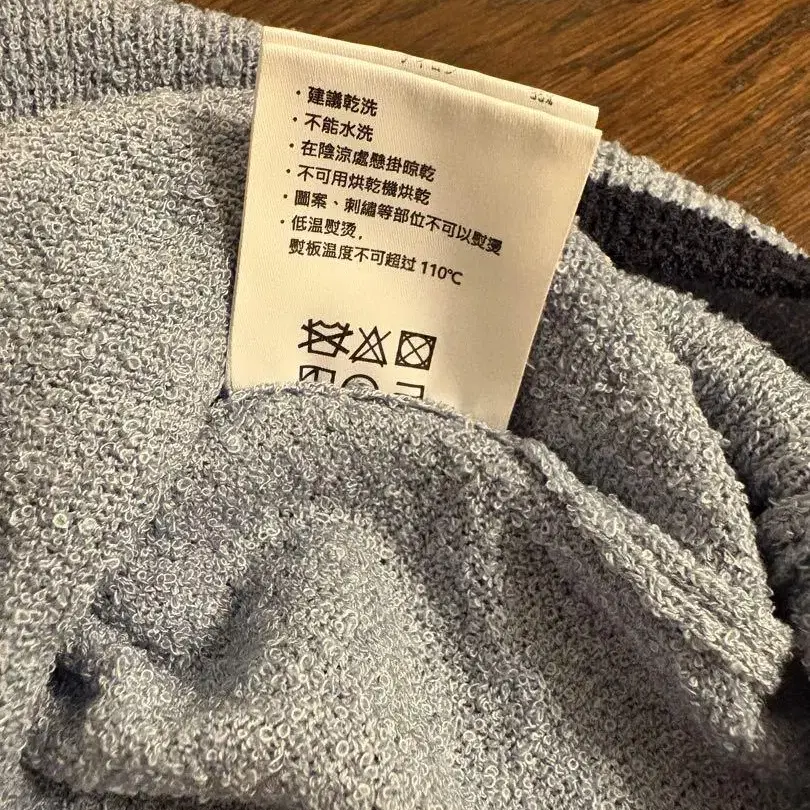 ·建議乾洗
·不能水洗
·在陰涼處懸掛晾乾
·不可用烘乾機烘乾
·圖案、刺繡等部位不可以熨燙
·低温熨烫,
熨板温度不可超过 110℃